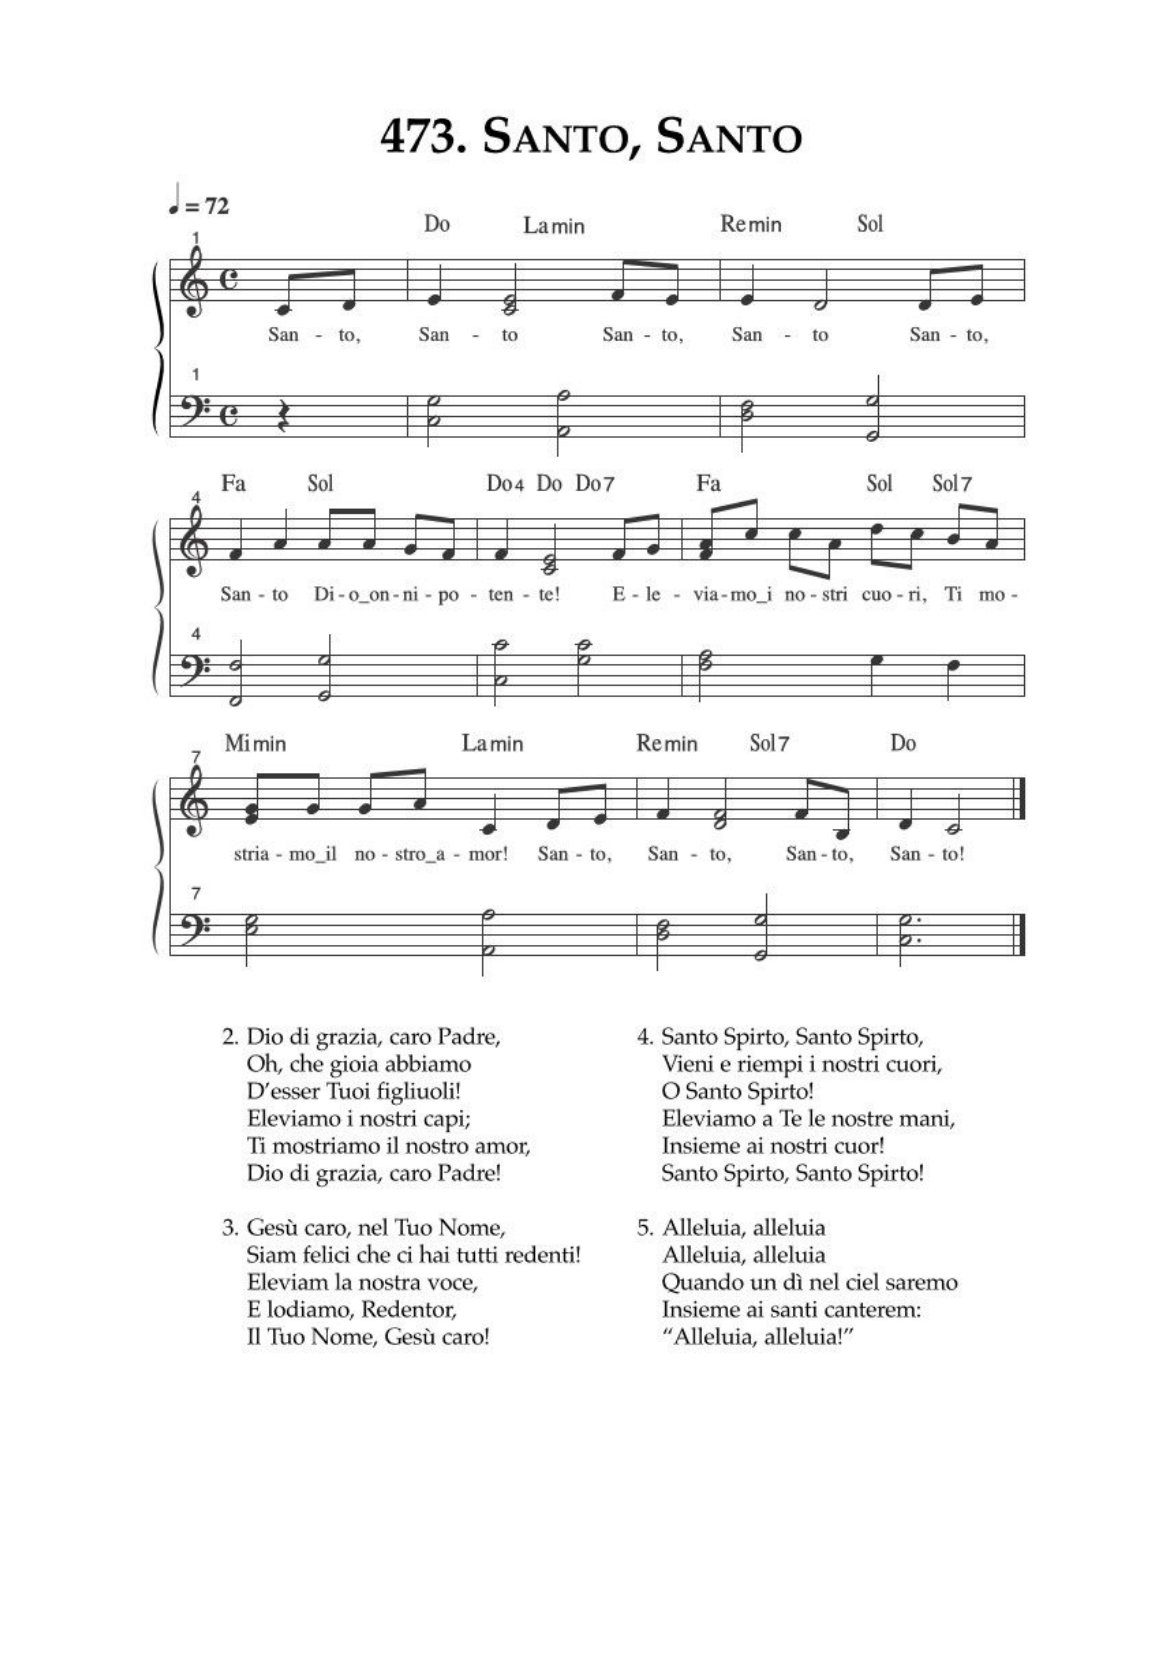 473. SANTO, SANTO
= 72
Do Lamin Remin Sol
1
San - to, San - to San - to, San - to San - to,
1
Fa Sol Do4 Do Do7 Fa Sol Sol7
4
San - to Di - o_on - ni - po - ten - te! E - le - via - mo_i no - stri cuo - ri, Ti mo -
4
Mimin Lamin Remin Sol7 Do
7
stria - mo_il no - stro_a - mor! San - to, San - to, San - to, San - to!
7
2. Dio di grazia, caro Padre,
Oh, che gioia abbiamo
D'esser Tuoi figliuoli!
Eleviamo i nostri capi;
Ti mostriamo il nostro amor,
Dio di grazia, caro Padre!
3. Gesù caro, nel Tuo Nome,
Siam felici che ci hai tutti redenti!
Eleviam la nostra voce,
E lodiamo, Redentor,
Il Tuo Nome, Gesù caro!
4. Santo Spirto, Santo Spirto,
Vieni e riempi i nostri cuori,
O Santo Spirto!
Eleviamo a Te le nostre mani,
Insieme ai nostri cuor!
Santo Spirto, Santo Spirto!
5. Alleluia, alleluia
Alleluia, alleluia
Quando un dì nel ciel saremo
Insieme ai santi canterem:
“Alleluia, alleluia!”